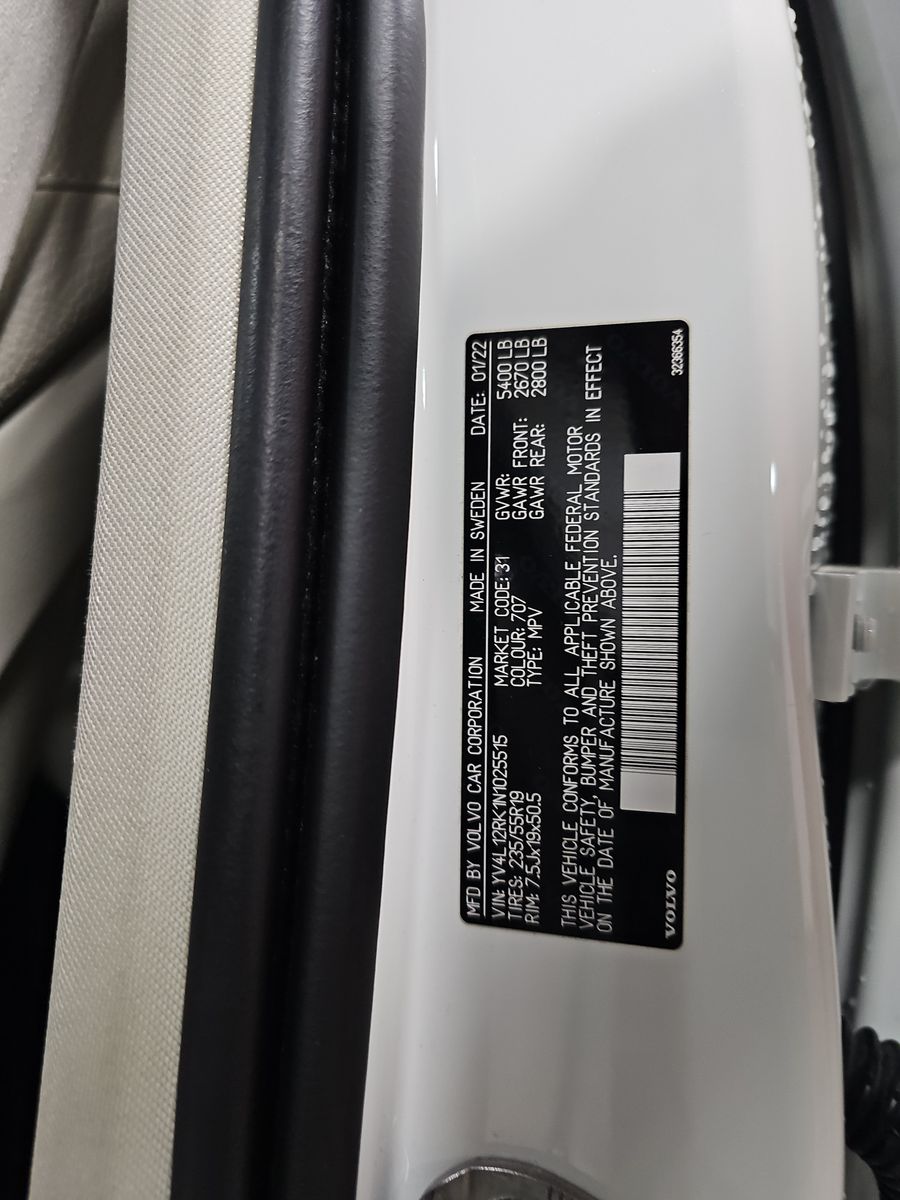 MFD BY VOLVO CAR CORPORATION MADE IN SWEDEN DATE: 01/22
VIN: YV4L12RK1N1025515 MARKET CODE: 31 GVWR: 5400 LB
TIRES: 235/55R19 COLOUR: 707 GAWR FRONT: 2670 LB
RIM: 7.5Jx19x50.5 TYPE: MPV GAWR REAR: 2800 LB
THIS VEHICLE CONFORMS TO ALL APPLICABLE FEDERAL MOTOR
VEHICLE SAFETY, BUMPER AND THEFT PREVENTION STANDARDS IN EFFECT
ON THE DATE OF MANUFACTURE SHOWN ABOVE.
VOLVO 32366354